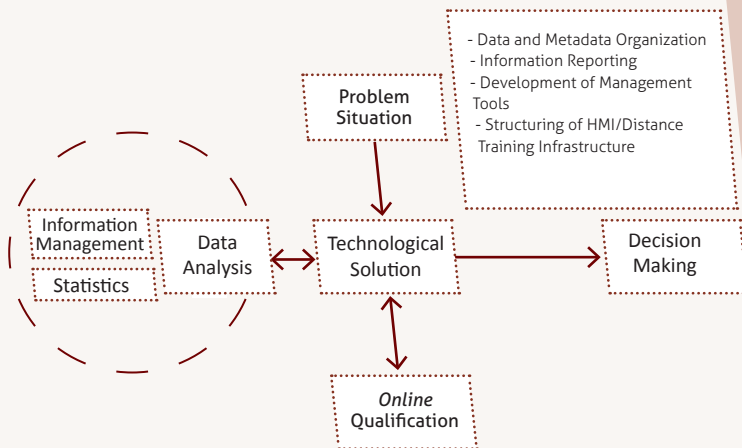 - Data and Metadata Organization
- Information Reporting
- Development of Management
Tools
- Structuring of HMI/Distance
Training Infrastructure
Problem
Situation
Information
Management
Statistics
Data
Analysis
Technological
Solution
Decision
Making
Online
Qualification